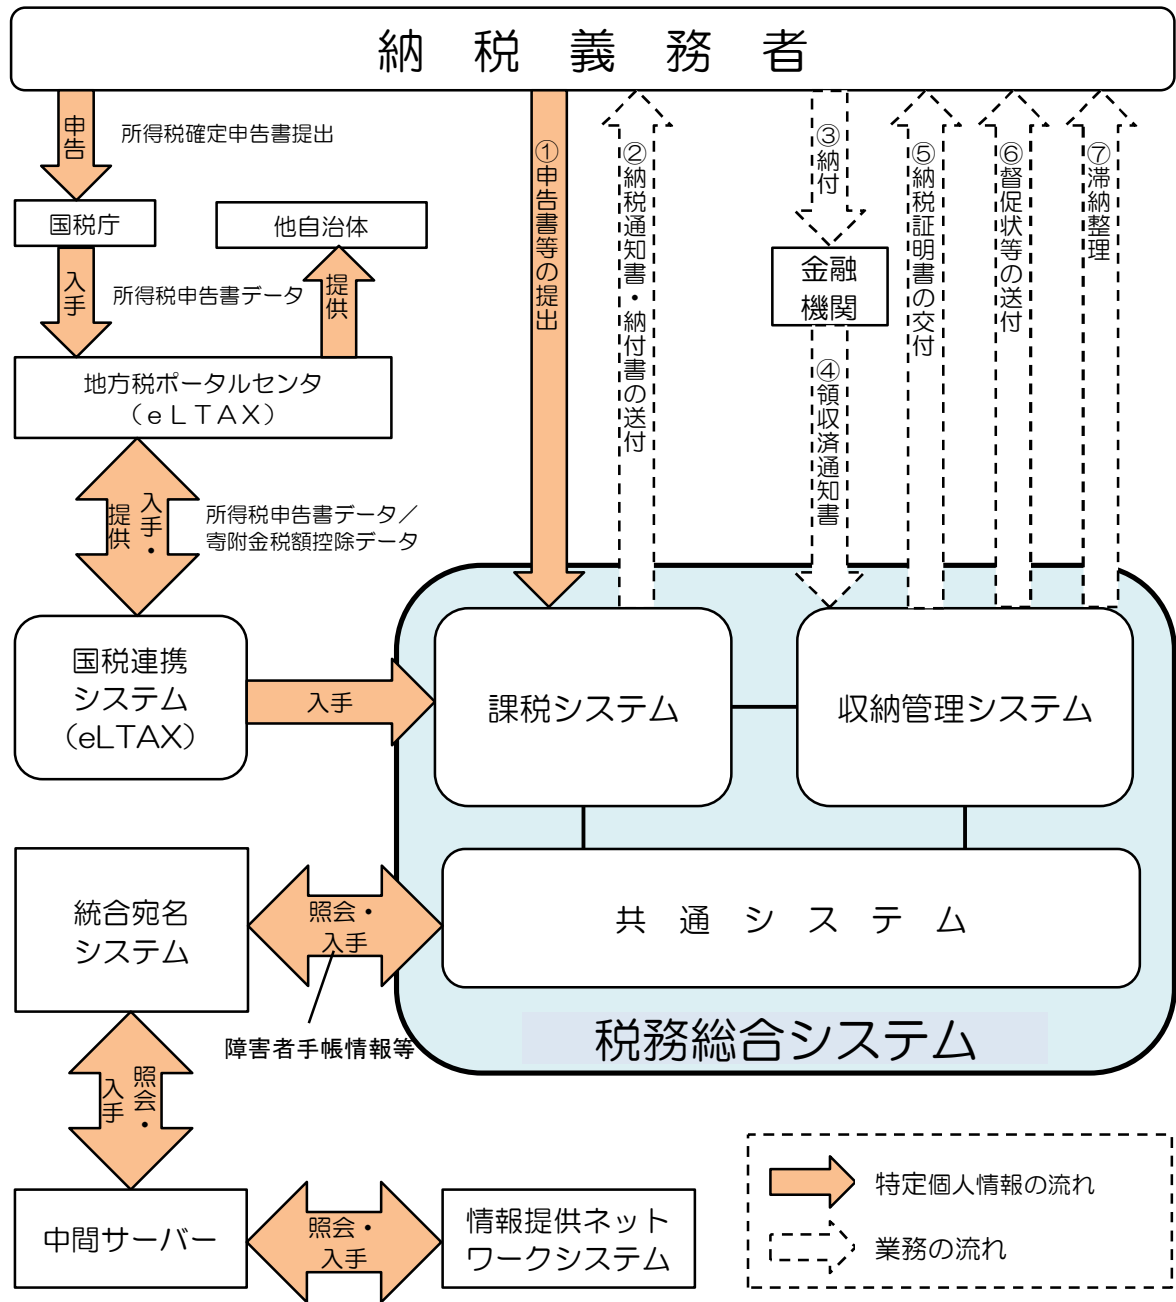 納税義務者
申告
所得税確定申告書提出
①申告書等の提出
②納税通知書・納付書の送付
③納付
⑤納税証明書の交付
⑥督促状等の送付
⑦滞納整理
国税庁
他自治体
入手
所得税申告書データ
提供
金融
機関
④領収済通知書
地方税ポータルセンタ
(eLTAX)
入手・
提供
所得税申告書データ/
寄附金税額控除データ
国税連携
システム
(eLTAX)
入手
課税システム
収納管理システム
統合宛名
システム
照会・
入手
共通システム
障害者手帳情報等
税務総合システム
照会・
入手
中間サーバー
照会・
入手
情報提供ネット
ワークシステム
特定個人情報の流れ
業務の流れ